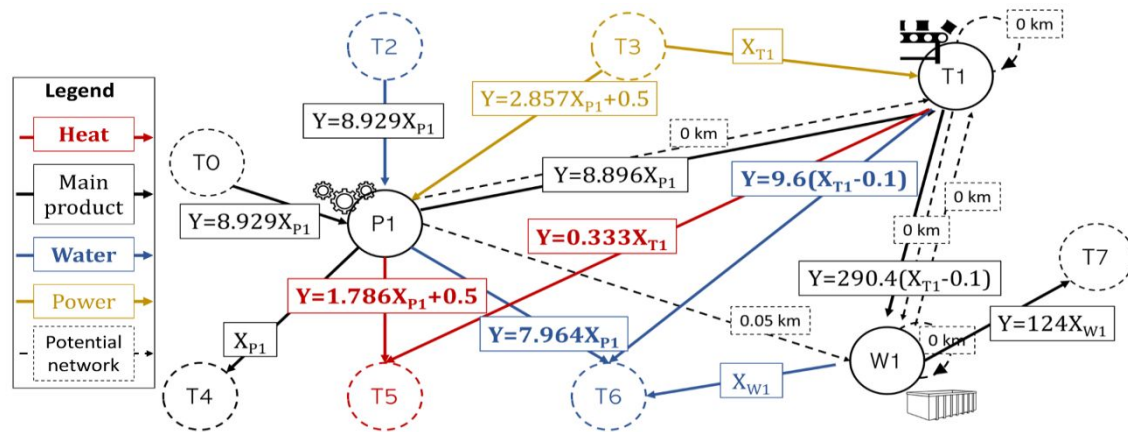 Legend
Heat
Main
product
Water
Power
Potential
network
T0
T2
T3
T1
X_T1
0 km
Y=8.929X_P1
Y=2.857X_P1+0.5
0 km
Y=8.896X_P1
Y=9.6(X_T1-0.1)
Y=8.929X_P1
P1
Y=0.333X_T1
0 km
0 km
Y=1.786X_P1+0.5
Y=290.4(X_T1-0.1)
T7
X_P1
Y=7.964X_P1
0.05 km
Y=124X_W1
0 km
W1
T4
T5
T6
X_W1